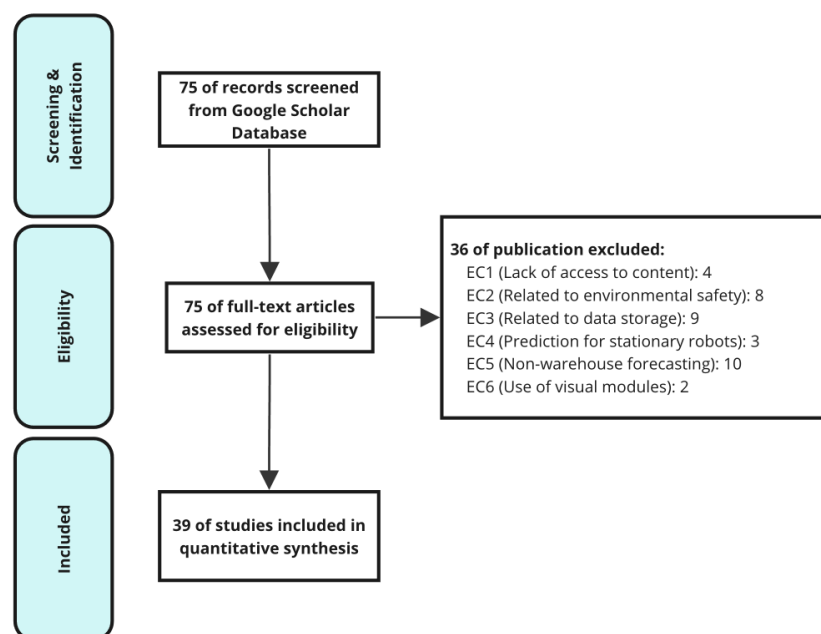 Screening &
Identification
75 of records screened
from Google Scholar
Database
Eligibility
75 of full-text articles
assessed for eligibility
36 of publication excluded:
EC1 (Lack of access to content): 4
EC2 (Related to environmental safety): 8
EC3 (Related to data storage): 9
EC4 (Prediction for stationary robots): 3
EC5 (Non-warehouse forecasting): 10
EC6 (Use of visual modules): 2
Included
39 of studies included in
quantitative synthesis